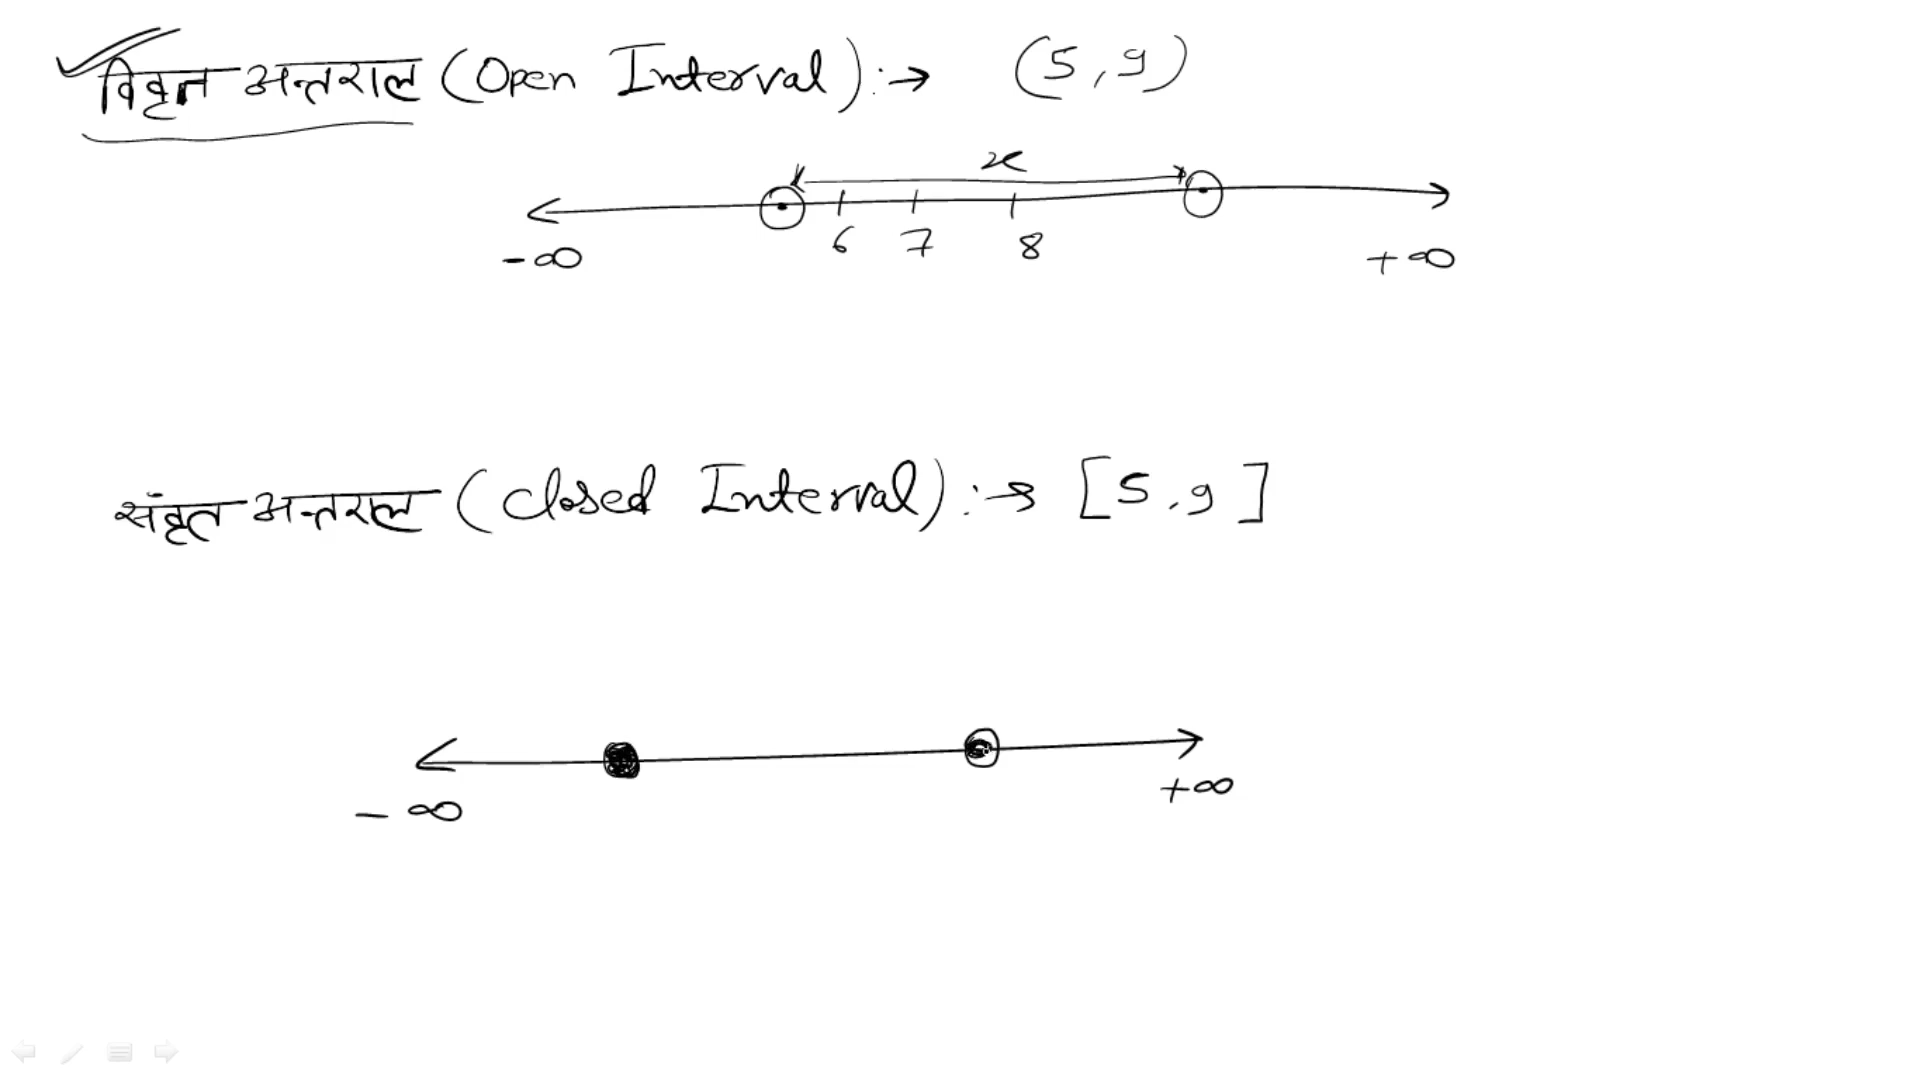 विवृत अन्तराल (Open Interval) :→ (5, 9)
x
6 7 8
-∞ +∞
संवृत अन्तराल (Closed Interval) :→ [5, 9]
-∞ +∞